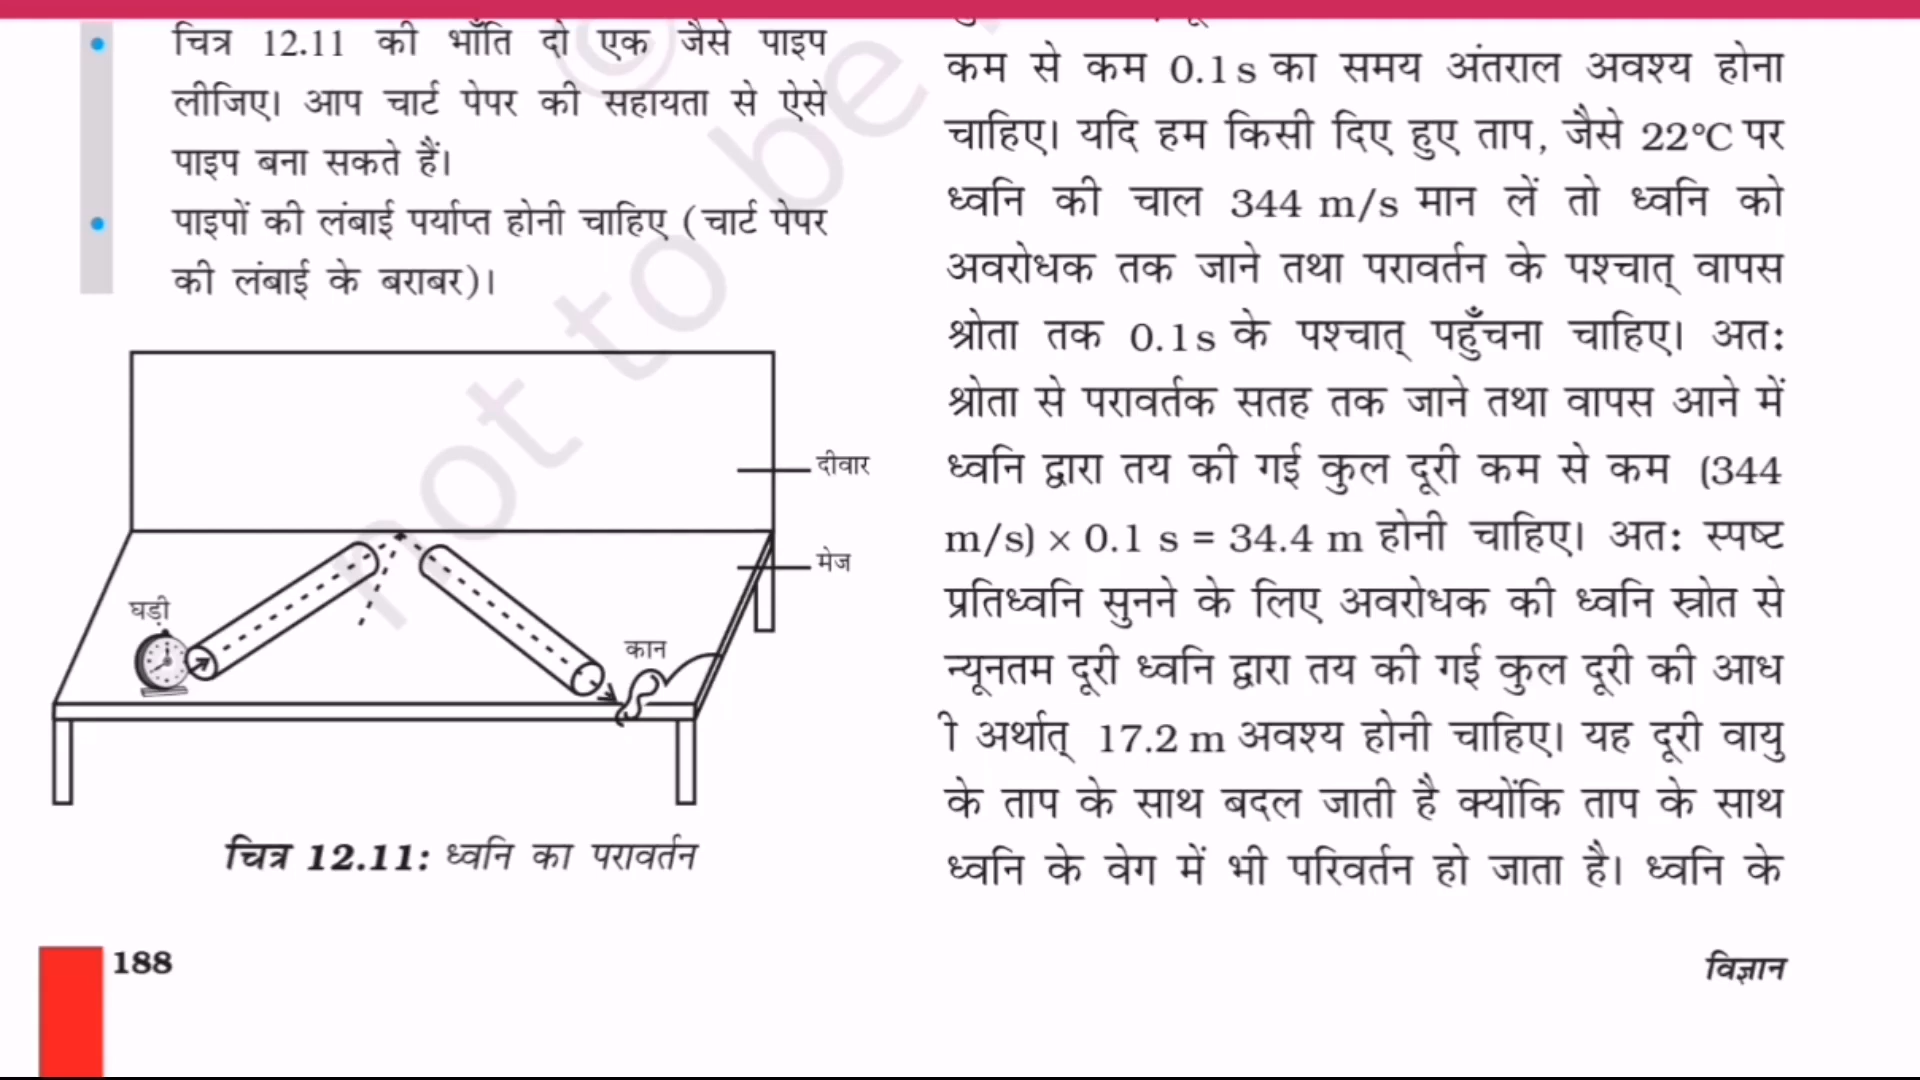 चित्र 12.11 की भाँति दो एक जैसे पाइप
लीजिए। आप चार्ट पेपर की सहायता से ऐसे
पाइप बना सकते हैं।
पाइपों की लंबाई पर्याप्त होनी चाहिए (चार्ट पेपर
की लंबाई के बराबर)।
दीवार
मेज
घड़ी
कान
चित्र 12.11: ध्वनि का परावर्तन
188
कम से कम 0.1 s का समय अंतराल अवश्य होना
चाहिए। यदि हम किसी दिए हुए ताप, जैसे 22°C पर
ध्वनि की चाल 344 m/s मान लें तो ध्वनि को
अवरोधक तक जाने तथा परावर्तन के पश्चात् वापस
श्रोता तक 0.1s के पश्चात् पहुँचना चाहिए। अत:
श्रोता से परावर्तक सतह तक जाने तथा वापस आने में
ध्वनि द्वारा तय की गई कुल दूरी कम से कम (344
m/s) × 0.1 s = 34.4 m होनी चाहिए। अत: स्पष्ट
प्रतिध्वनि सुनने के लिए अवरोधक की ध्वनि स्रोत से
न्यूनतम दूरी ध्वनि द्वारा तय की गई कुल दूरी की आध
ी अर्थात् 17.2 m अवश्य होनी चाहिए। यह दूरी वायु
के ताप के साथ बदल जाती है क्योंकि ताप के साथ
ध्वनि के वेग में भी परिवर्तन हो जाता है। ध्वनि के
विज्ञान
© not to be